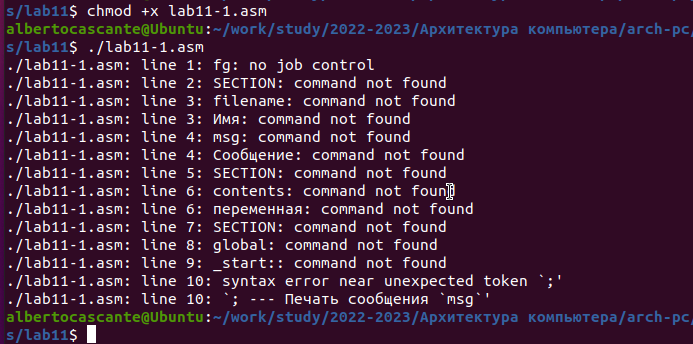 s/lab11$ chmod +x lab11-1.asm
albertocascante@Ubuntu:~/work/study/2022-2023/Архитектура компьютера/arch-pc/
s/lab11$ ./lab11-1.asm
./lab11-1.asm: line 1: fg: no job control
./lab11-1.asm: line 2: SECTION: command not found
./lab11-1.asm: line 3: filename: command not found
./lab11-1.asm: line 3: Имя: command not found
./lab11-1.asm: line 4: msg: command not found
./lab11-1.asm: line 4: Сообщение: command not found
./lab11-1.asm: line 5: SECTION: command not found
./lab11-1.asm: line 6: contents: command not found
./lab11-1.asm: line 6: переменная: command not found
./lab11-1.asm: line 7: SECTION: command not found
./lab11-1.asm: line 8: global: command not found
./lab11-1.asm: line 9: _start:: command not found
./lab11-1.asm: line 10: syntax error near unexpected token `;'
./lab11-1.asm: line 10: `; --- Печать сообщения `msg`'
albertocascante@Ubuntu:~/work/study/2022-2023/Архитектура компьютера/arch-pc/
s/lab11$